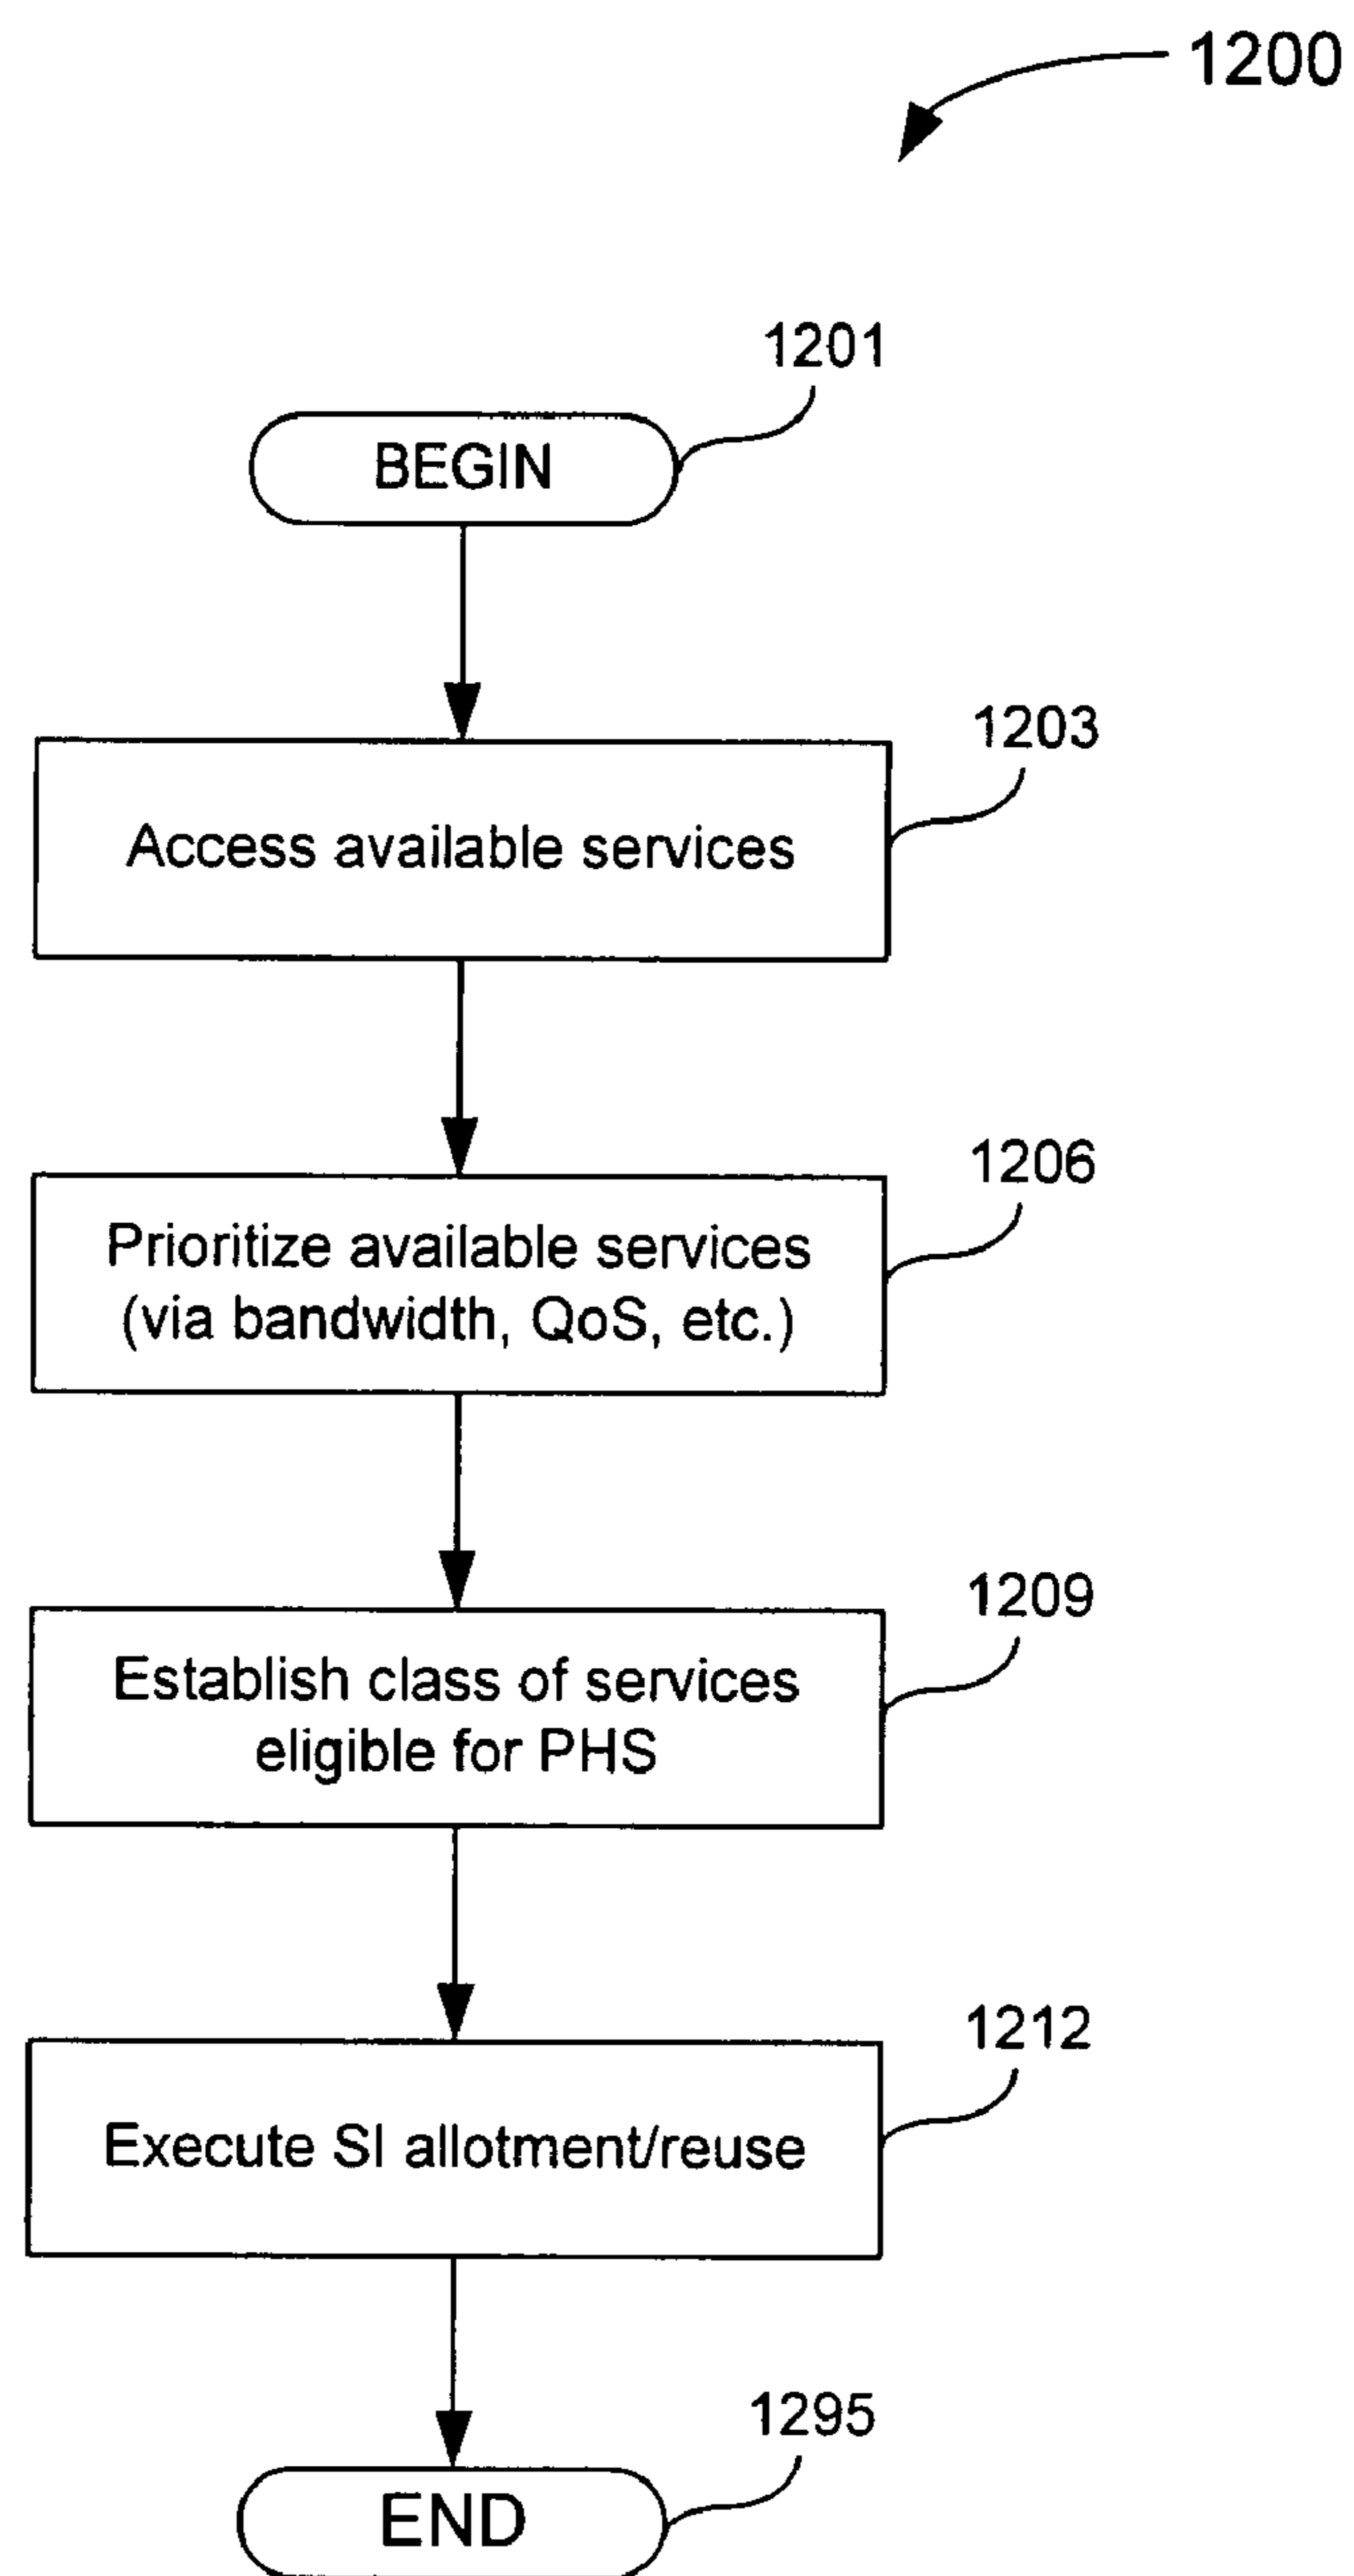 1200
1201
BEGIN
1203
Access available services
1206
Prioritize available services
(via bandwidth, QoS, etc.)
1209
Establish class of services
eligible for PHS
1212
Execute SI allotment/reuse
1295
END